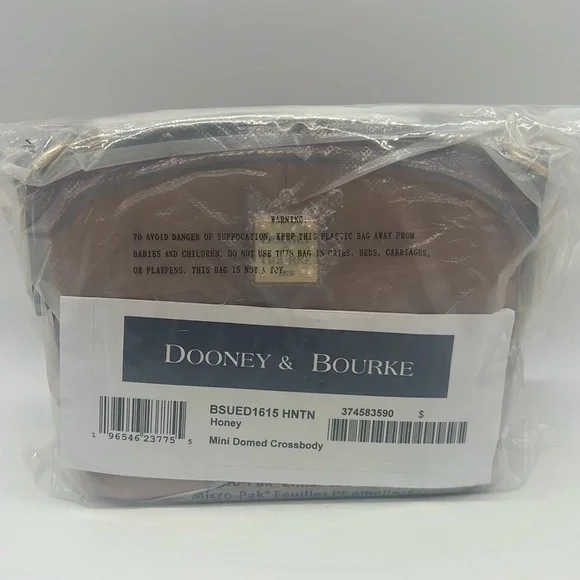 WARNING:
TO AVOID DANGER OF SUFFOCATION, KEEP THIS PLASTIC BAG AWAY FROM
BABIES AND CHILDREN. DO NOT USE THIS BAG IN CRIBS, BEDS, CARRIAGES,
OR PLAYPENS. THIS BAG IS NOT A TOY.
DOONEY & BOURKE
BSUED1615 HNTN
Honey
Mini Domed Crossbody
374583590 $
1 96546 23775 5
Micro-Pak® Feuilles PE